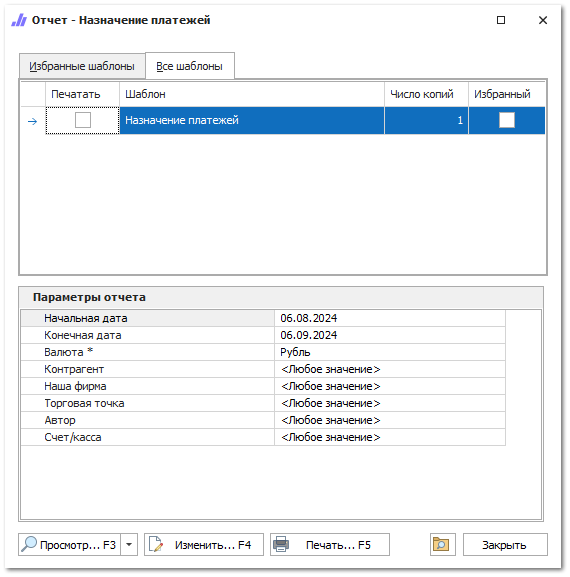 Отчет - Назначение платежей
Избранные шаблоны Все шаблоны
Печатать Шаблон Число копий Избранный
Назначение платежей 1
Параметры отчета
Начальная дата 06.08.2024
Конечная дата 06.09.2024
Валюта * Рубль
Контрагент <Любое значение>
Наша фирма <Любое значение>
Торговая точка <Любое значение>
Автор <Любое значение>
Счет/касса <Любое значение>
Просмотр... F3 Изменить... F4 Печать... F5 Закрыть